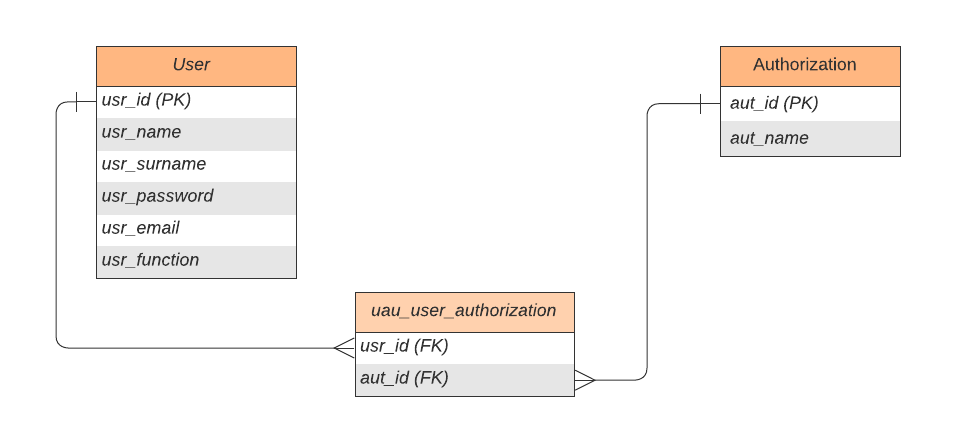 User
usr_id (PK)
usr_name
usr_surname
usr_password
usr_email
usr_function
Authorization
aut_id (PK)
aut_name
uau_user_authorization
usr_id (FK)
aut_id (FK)